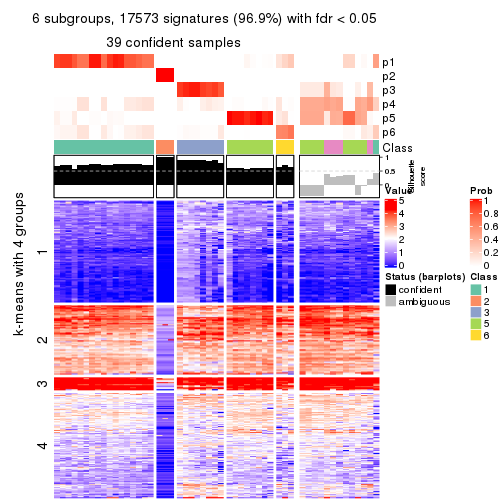 6 subgroups, 17573 signatures (96.9%) with fdr < 0.05
39 confident samples
p1
p2
p3
p4
p5
p6
Class
1
0.5
0
Silhouette
score
k-means with 4 groups
1
2
3
4
Value
5
4
3
2
1
0
Prob
1
0.8
0.6
0.4
0.2
0
Status (barplots)
confident
ambiguous
Class
1
2
3
5
6